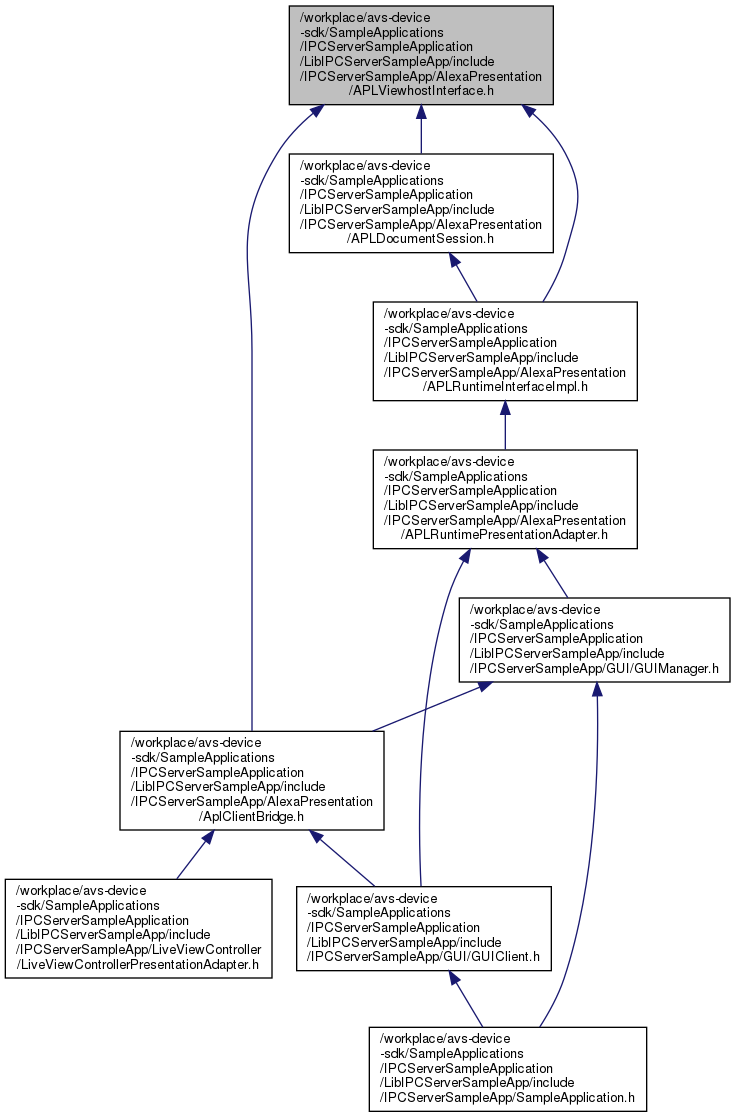 /workplace/avs-device
-sdk/SampleApplications
/IPCServerSampleApplication
/LibIPCServerSampleApp/include
/IPCServerSampleApp/AlexaPresentation
/APLViewhostInterface.h
/workplace/avs-device
-sdk/SampleApplications
/IPCServerSampleApplication
/LibIPCServerSampleApp/include
/IPCServerSampleApp/AlexaPresentation
/APLDocumentSession.h
/workplace/avs-device
-sdk/SampleApplications
/IPCServerSampleApplication
/LibIPCServerSampleApp/include
/IPCServerSampleApp/AlexaPresentation
/APLRuntimeInterfaceImpl.h
/workplace/avs-device
-sdk/SampleApplications
/IPCServerSampleApplication
/LibIPCServerSampleApp/include
/IPCServerSampleApp/AlexaPresentation
/APLRuntimePresentationAdapter.h
/workplace/avs-device
-sdk/SampleApplications
/IPCServerSampleApplication
/LibIPCServerSampleApp/include
/IPCServerSampleApp/GUI/GUIManager.h
/workplace/avs-device
-sdk/SampleApplications
/IPCServerSampleApplication
/LibIPCServerSampleApp/include
/IPCServerSampleApp/AlexaPresentation
/AplClientBridge.h
/workplace/avs-device
-sdk/SampleApplications
/IPCServerSampleApplication
/LibIPCServerSampleApp/include
/IPCServerSampleApp/LiveViewController
/LiveViewControllerPresentationAdapter.h
/workplace/avs-device
-sdk/SampleApplications
/IPCServerSampleApplication
/LibIPCServerSampleApp/include
/IPCServerSampleApp/GUI/GUIClient.h
/workplace/avs-device
-sdk/SampleApplications
/IPCServerSampleApplication
/LibIPCServerSampleApp/include
/IPCServerSampleApp/SampleApplication.h